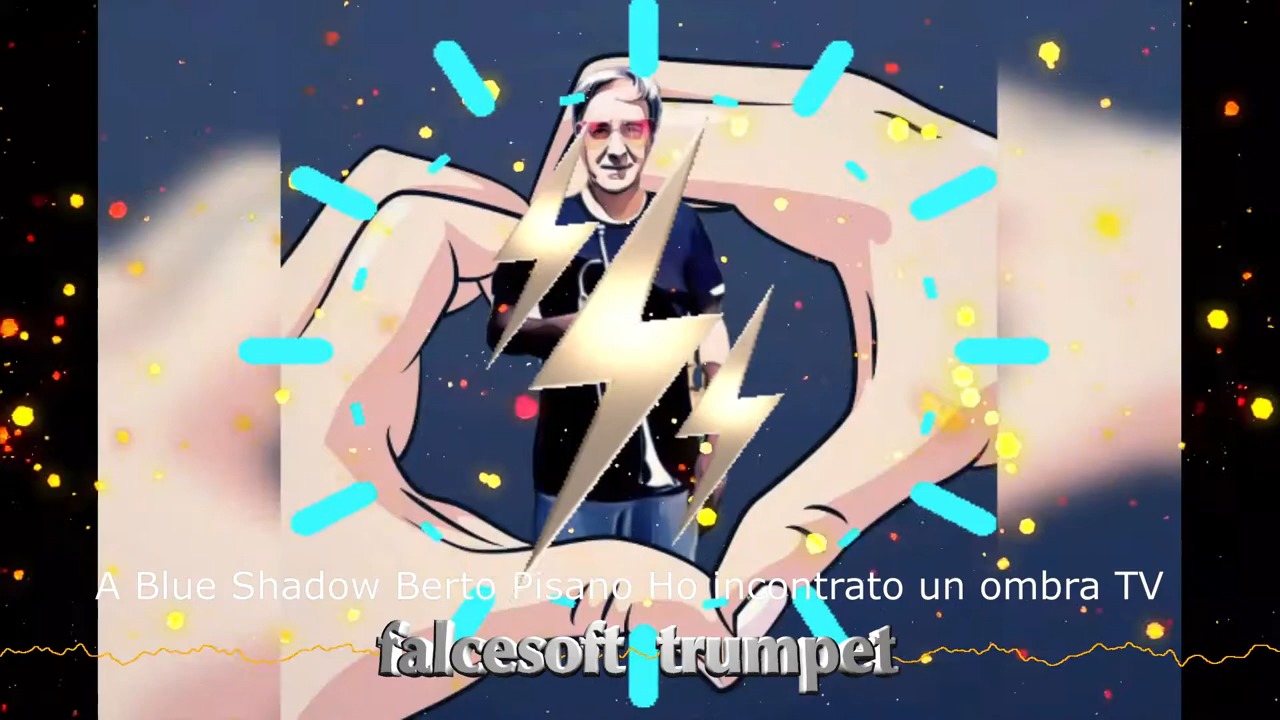 A Blue Shadow Berto Pisano Ho incontrato un ombra TV
falcesoft trumpet